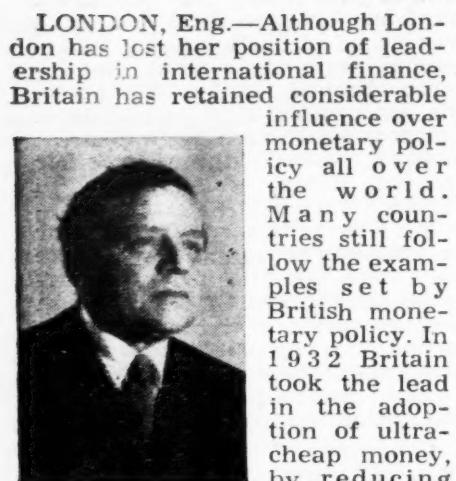 LONDON, Eng.—Although Lon-
don has lost her position of lead-
ership in international finance,
Britain has retained considerable
influence over
monetary pol-
icy all over
the world.
Many coun-
tries still fol-
low the exam-
ples set by
British mone-
tary policy. In
1932 Britain
took the lead
in the adop-
tion of ultra-
cheap money,
by reducing